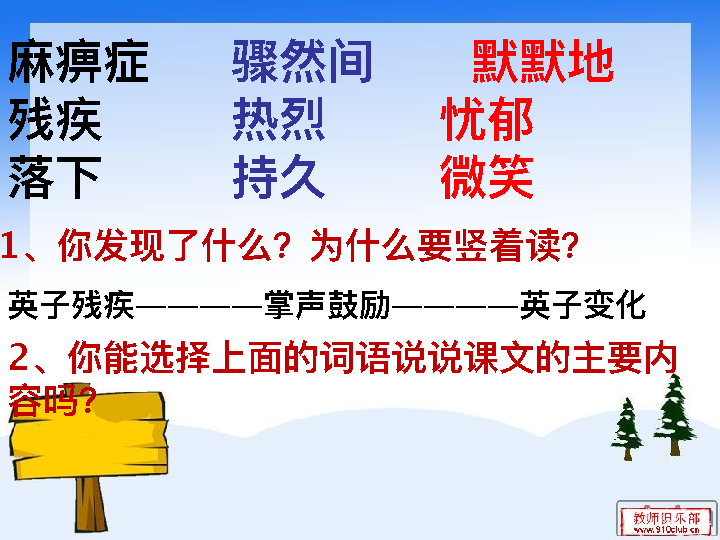 麻痹症 骤然间 默默地
残疾 热烈 忧郁
落下 持久 微笑
1、你发现了什么？为什么要竖着读？
英子残疾————掌声鼓励————英子变化
2、你能选择上面的词语说说课文的主要内
容吗？
教师俱乐部
www.910club.cn